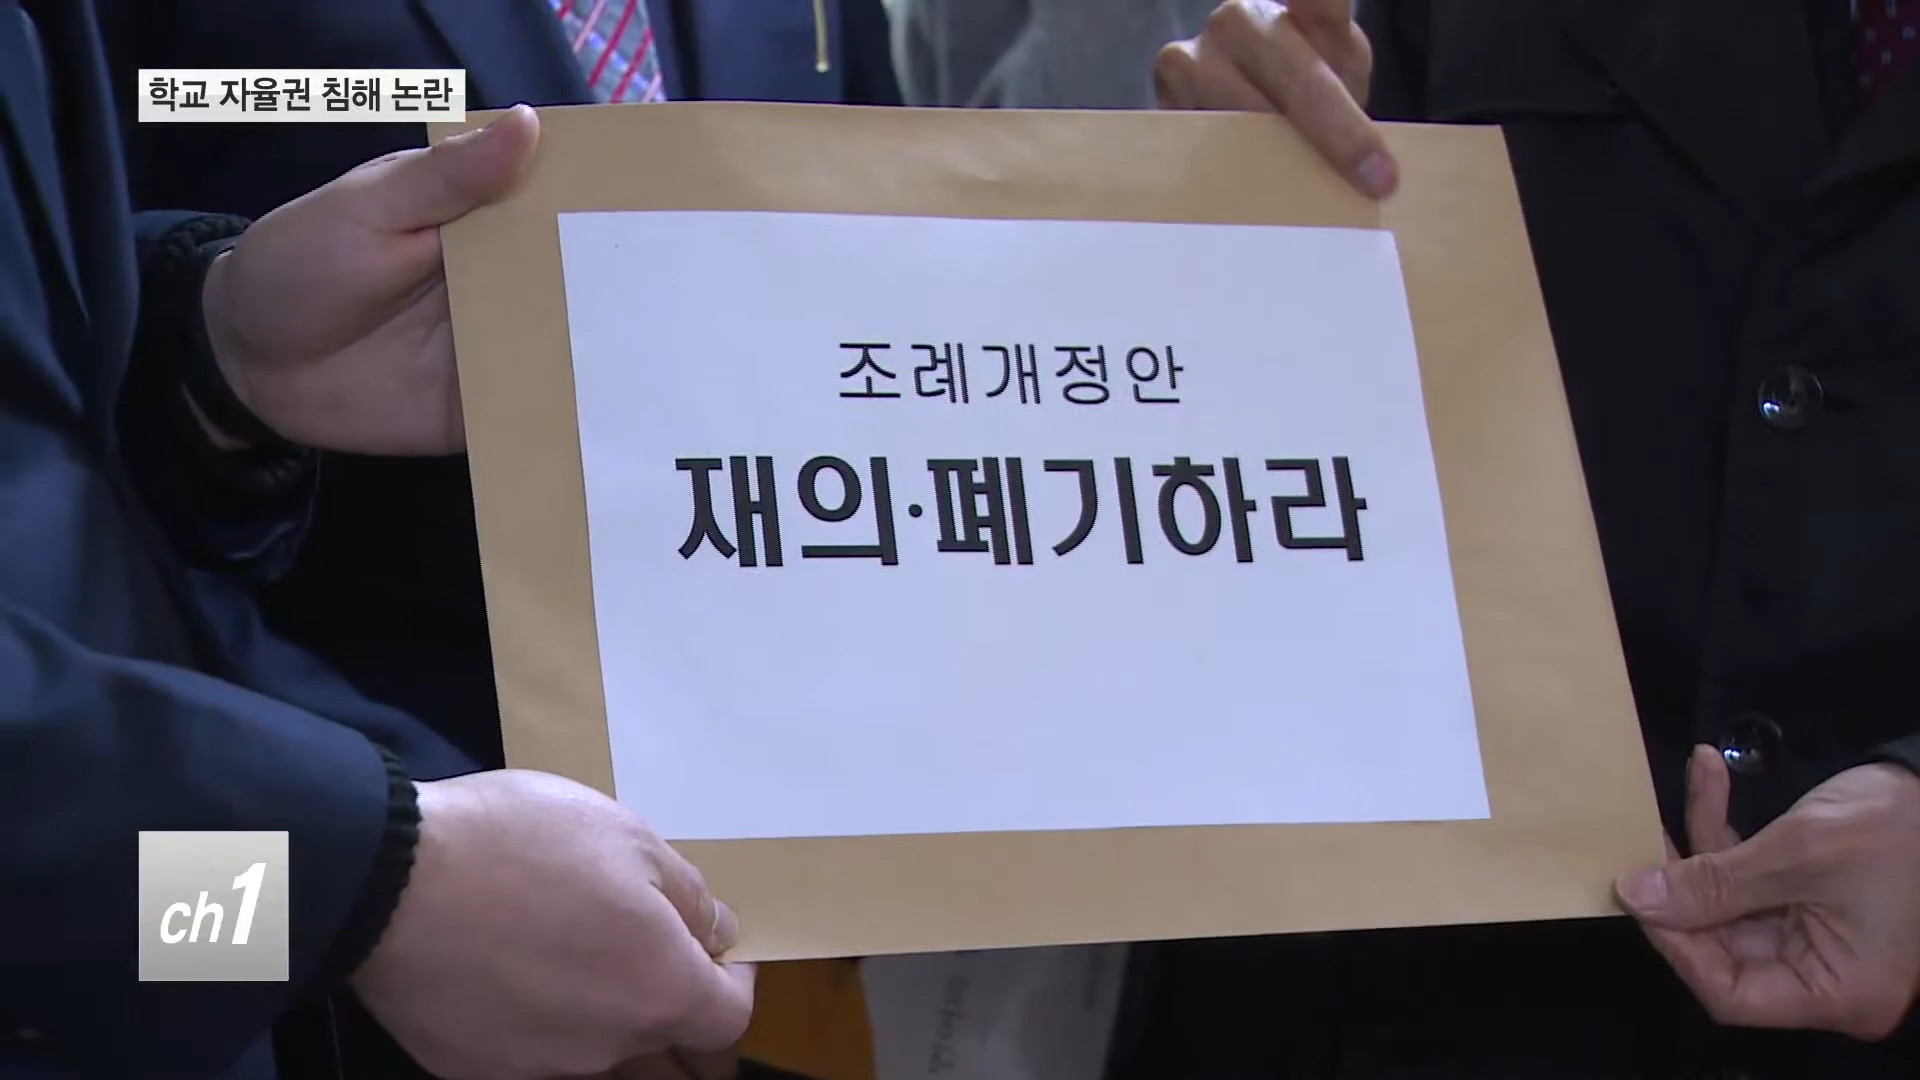 학교 자율권 침해 논란
조례개정안
재의·폐기하라
ch1